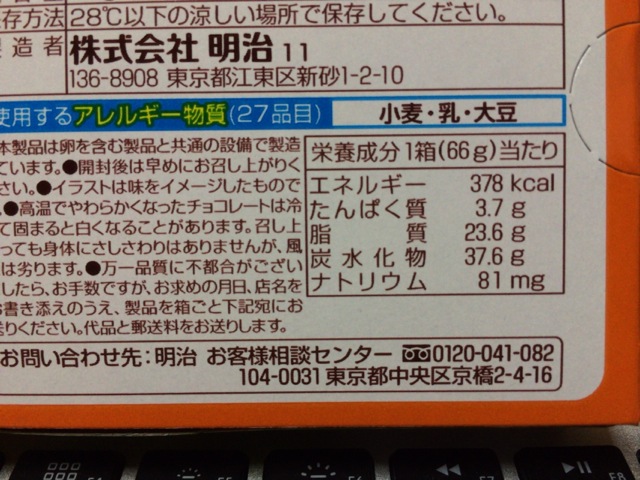 存方法 28℃以下の涼しい場所で保存してください。
製造者 株式会社 明治 11
136-8908 東京都江東区新砂1-2-10
使用するアレルギー物質(27品目) 小麦・乳・大豆
本製品は卵を含む製品と共通の設備で製造
ています。●開封後は早めにお召し上がりく
さい。●イラストは味をイメージしたもので
。●高温でやわらかくなったチョコレートは冷
て固まると白くなることがあります。召し上
っても身体にさしさわりはありませんが、風
は劣ります。●万一品質に不都合がござい
したら、お手数ですが、お求めの月日、店名を
お書き添えのうえ、製品を箱ごと下記宛にお
送りください。代品と郵送料をお送りします。
栄養成分 1箱(66g)当たり
エネルギー 378 kcal
たんぱく質 3.7 g
脂質 23.6 g
炭水化物 37.6 g
ナトリウム 81 mg
お問い合わせ先:明治 お客様相談センター 0120-041-082
104-0031 東京都中央区京橋2-4-16
F4 F5 F6 F7 F8